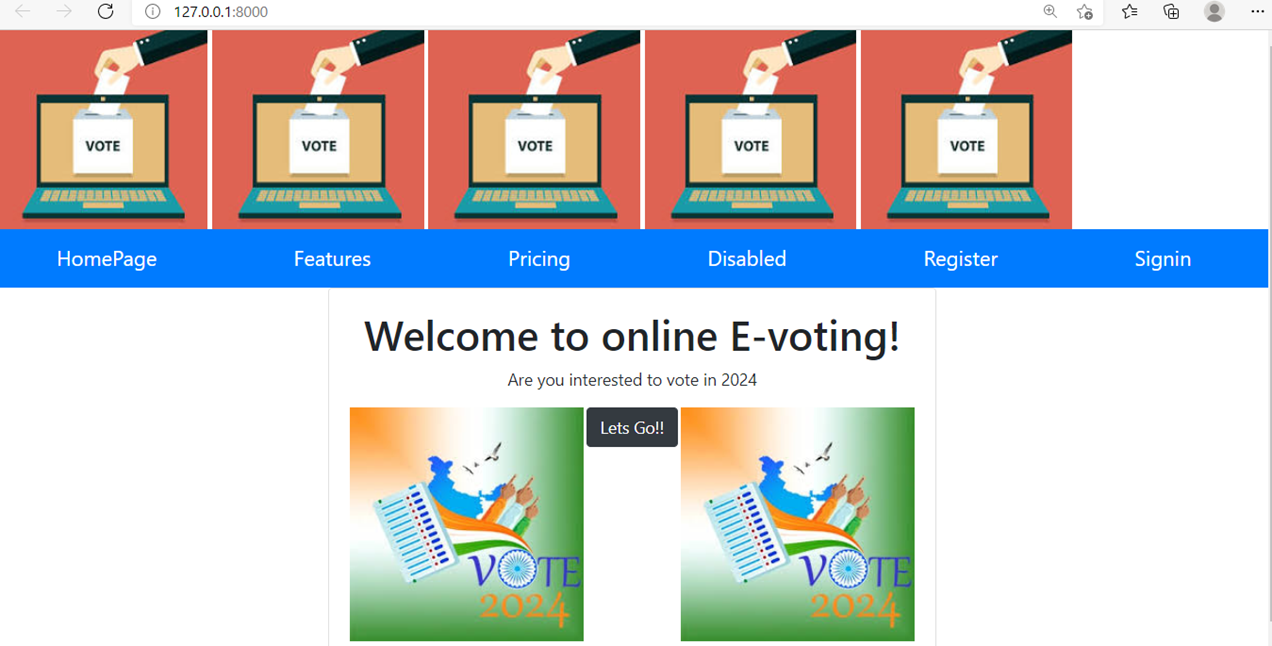 127.0.0.1:8000
VOTE VOTE VOTE VOTE VOTE
HomePage Features Pricing Disabled Register Signin
Welcome to online E-voting!
Are you interested to vote in 2024
Lets Go!!
VOTE VOTE
2024 2024